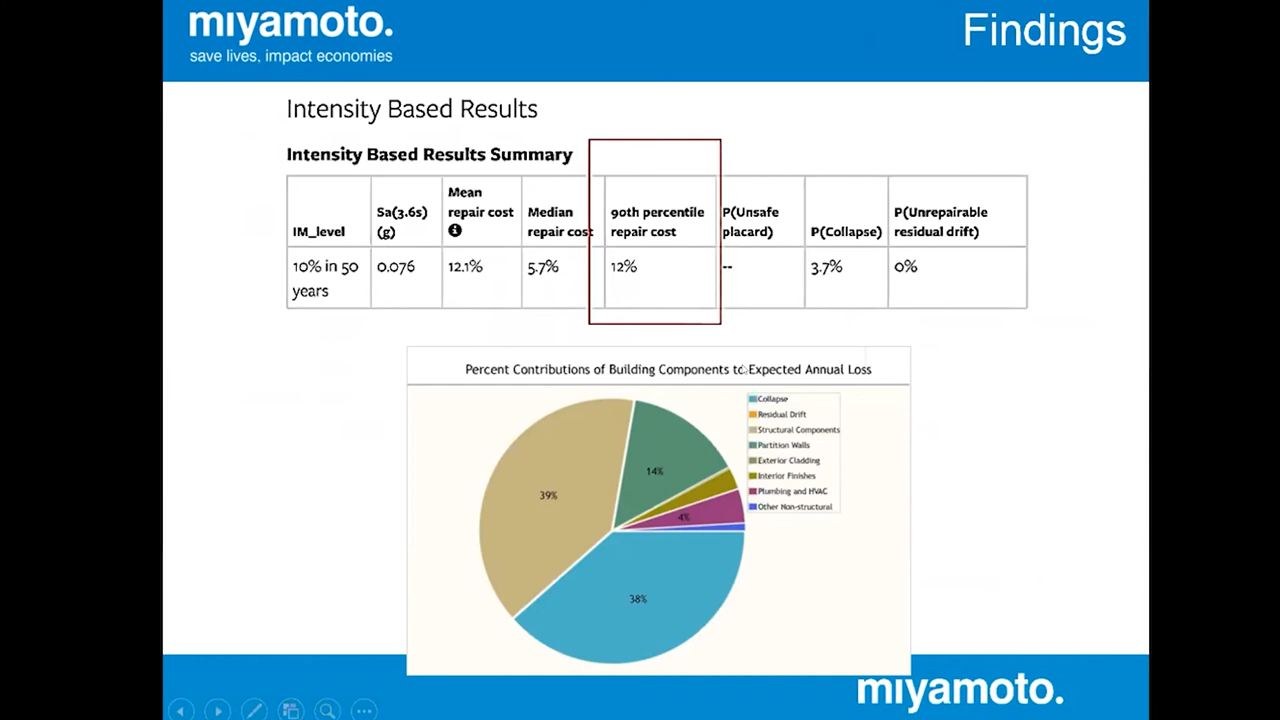 miyamoto.
save lives, impact economies
Findings
Intensity Based Results
Intensity Based Results Summary
IM_level
Sa(3.6s)
(g)
Mean
repair cost
Median
repair cost
90th percentile
repair cost
P(Unsafe
placard)
P(Collapse)
P(Unrepairable
residual drift)
10% in 50
years
0.076
12.1%
5.7%
12%
--
3.7%
0%
Percent Contributions of Building Components to Expected Annual Loss
Collapse
Residual Drift
Structural Components
Partition Walls
Exterior Cladding
Interior Finishes
Plumbing and HVAC
Other Non-structural
14%
39%
4%
38%
miyamoto.